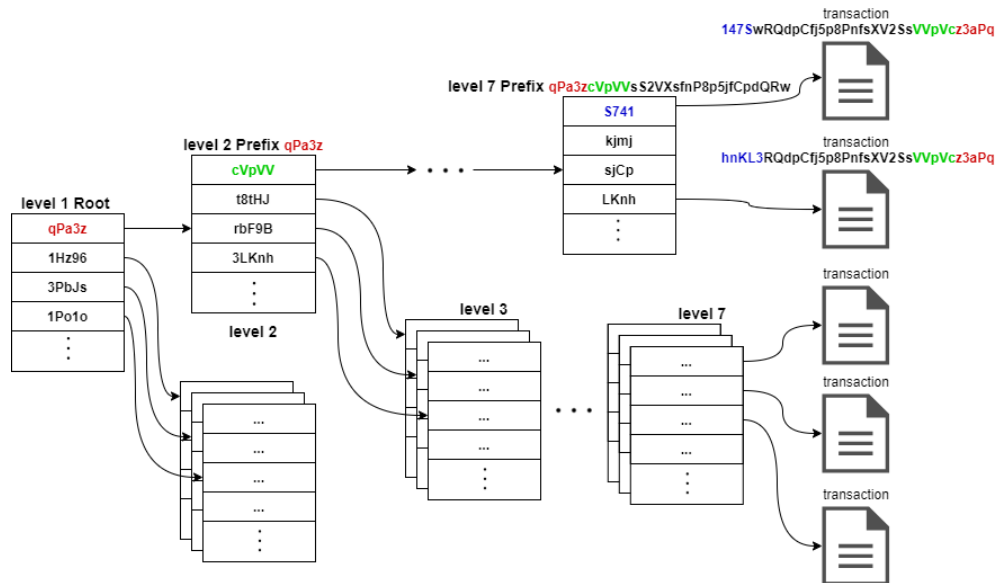 transaction
147SwRQdpCfj5p8PnfsXV2SsVVpVcz3aPq
level 7 Prefix qPa3zcVpVVsS2VXsfnP8p5jfCpdQRw
S741
kjmj
sjCp
LKnh
transaction
hnKL3RQdpCfj5p8PnfsXV2SsVVpVcz3aPq
level 2 Prefix qPa3z
cVpVV
t8tHJ
rbF9B
3LKnh
level 1 Root
qPa3z
1Hz96
3PbJs
1Po1o
level 2
...
...
...
...
level 3
...
...
...
...
level 7
...
...
...
...
transaction
transaction
transaction